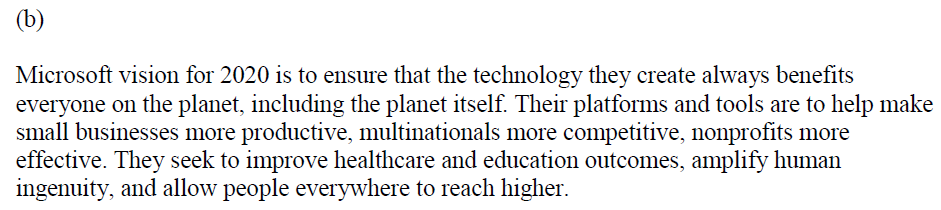 (b)
Microsoft vision for 2020 is to ensure that the technology they create always benefits
everyone on the planet, including the planet itself. Their platforms and tools are to help make
small businesses more productive, multinationals more competitive, nonprofits more
effective. They seek to improve healthcare and education outcomes, amplify human
ingenuity, and allow people everywhere to reach higher.